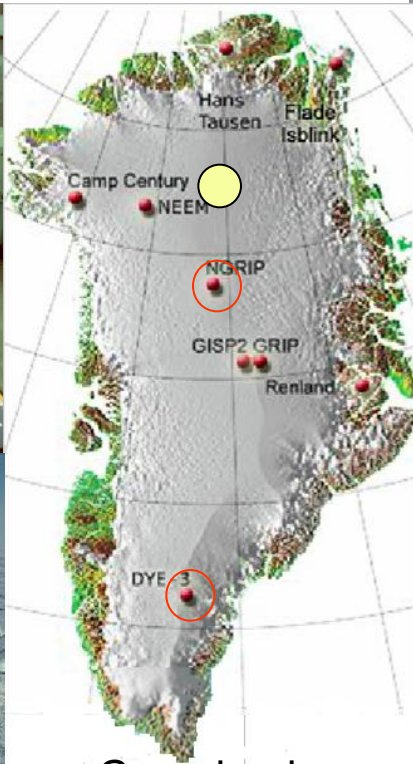 Hans
Tausen
Flade
Isblink
Camp Century
NEEM
NGRIP
GISP2 GRIP
Renland
DYE-3